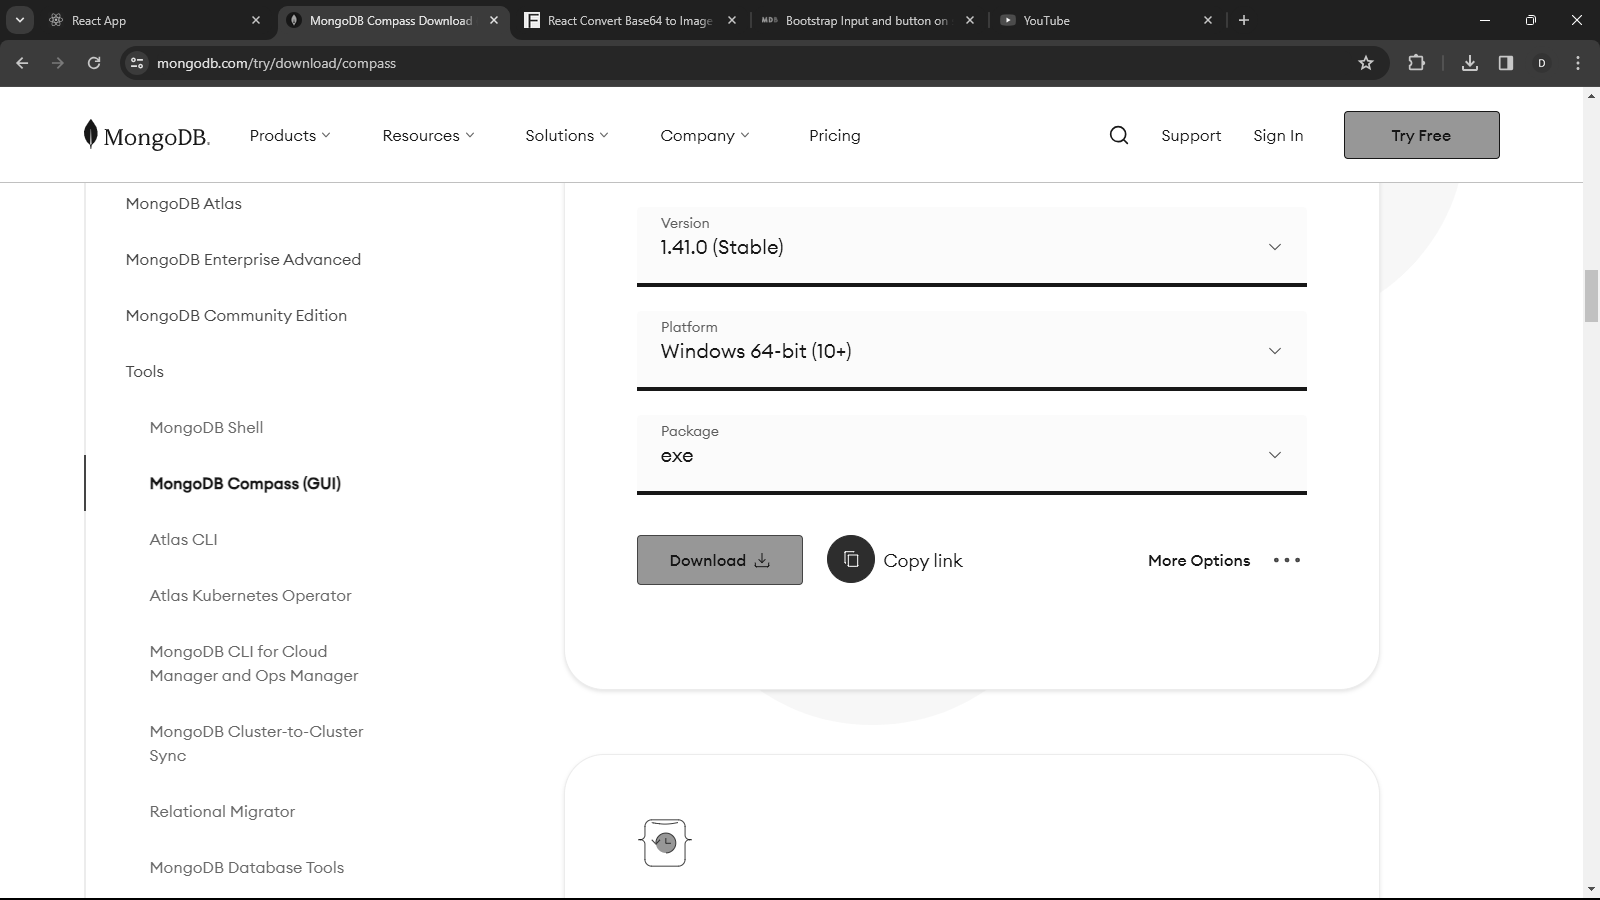 React App
MongoDB Compass Download
React Convert Base64 to Image
MDB
Bootstrap Input and button on
YouTube
mongodb.com/try/download/compass
D
MongoDB.
Products
Resources
Solutions
Company
Pricing
Support
Sign In
Try Free
MongoDB Atlas
MongoDB Enterprise Advanced
MongoDB Community Edition
Tools
MongoDB Shell
MongoDB Compass (GUI)
Atlas CLI
Atlas Kubernetes Operator
MongoDB CLI for Cloud
Manager and Ops Manager
MongoDB Cluster-to-Cluster
Sync
Relational Migrator
MongoDB Database Tools
Version
1.41.0 (Stable)
Platform
Windows 64-bit (10+)
Package
exe
Download
Copy link
More Options